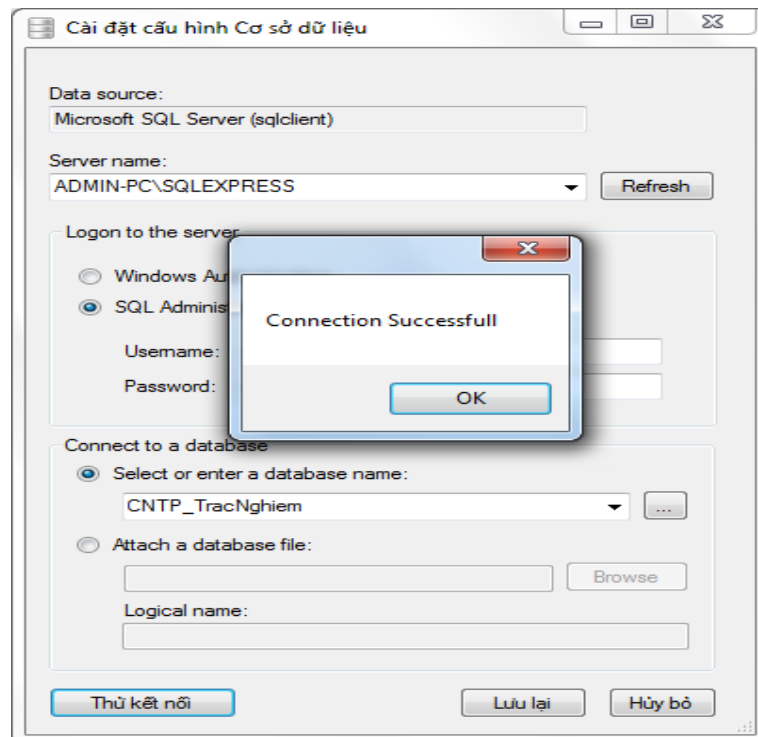 Cài đặt cấu hình Cơ sở dữ liệu
Data source:
Microsoft SQL Server (sqlclient)
Server name:
ADMIN-PC\SQLEXPRESS
Refresh
Logon to the server
Windows
SQL
Connection Successfull
Username:
Password:
OK
Connect to a database
Select or enter a database name:
CNTP_TracNghiem
...
Attach a database file:
Browse
Logical name:
Thử kết nối
Lưu lại
Hủy bỏ